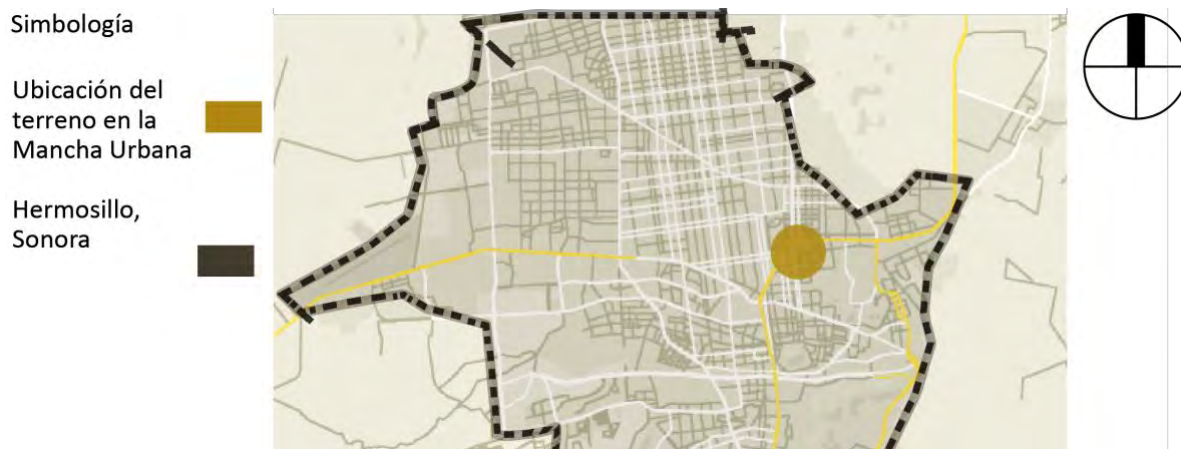 Simbología
Ubicación del
terreno en la
Mancha Urbana
Hermosillo,
Sonora